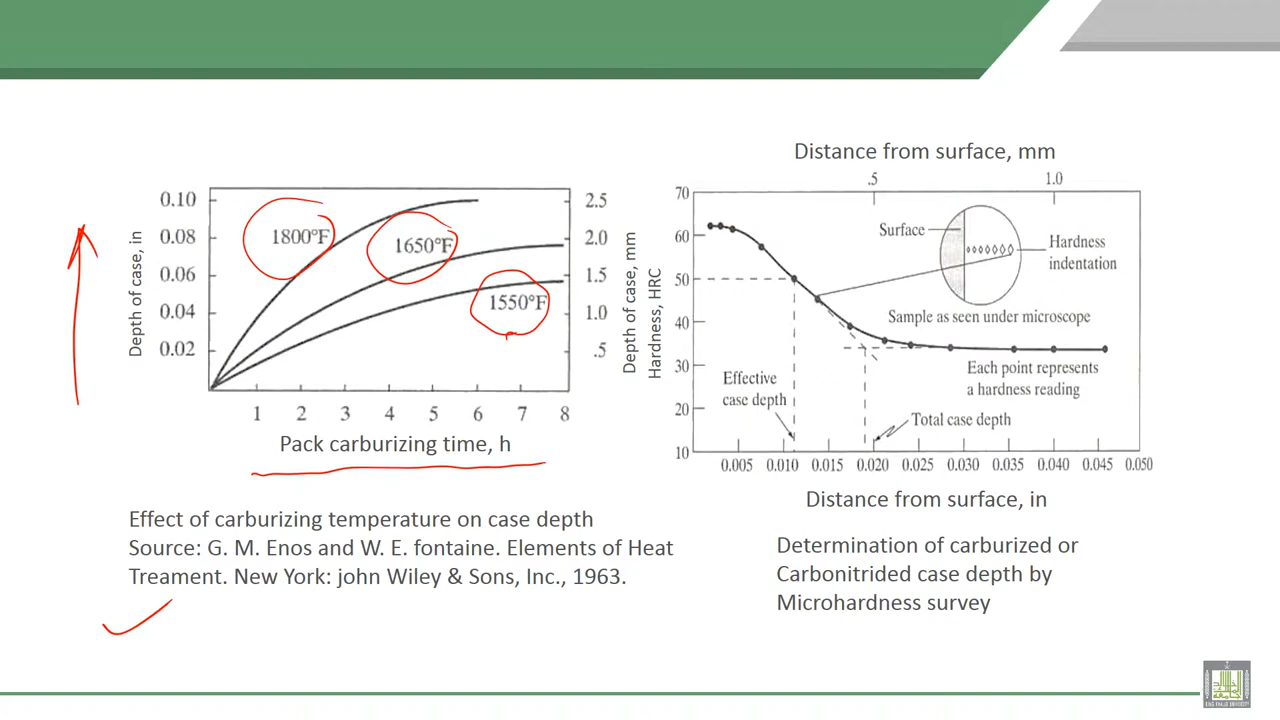 0.10
0.08
0.06
0.04
0.02
Depth of case, in
1800°F
1650°F
1550°F
2.5
2.0
1.5
1.0
.5
Depth of case, mm
1 2 3 4 5 6 7 8
Pack carburizing time, h
Effect of carburizing temperature on case depth
Source: G. M. Enos and W. E. fontaine. Elements of Heat
Treament. New York: john Wiley & Sons, Inc., 1963.
Distance from surface, mm
.5 1.0
70
60
50
40
30
20
10
Hardness, HRC
Surface
Hardness
indentation
Sample as seen under microscope
Each point represents
a hardness reading
Effective
case depth
Total case depth
0.005 0.010 0.015 0.020 0.025 0.030 0.035 0.040 0.045 0.050
Distance from surface, in
Determination of carburized or
Carbonitrided case depth by
Microhardness survey
KING KHALID UNIVERSITY